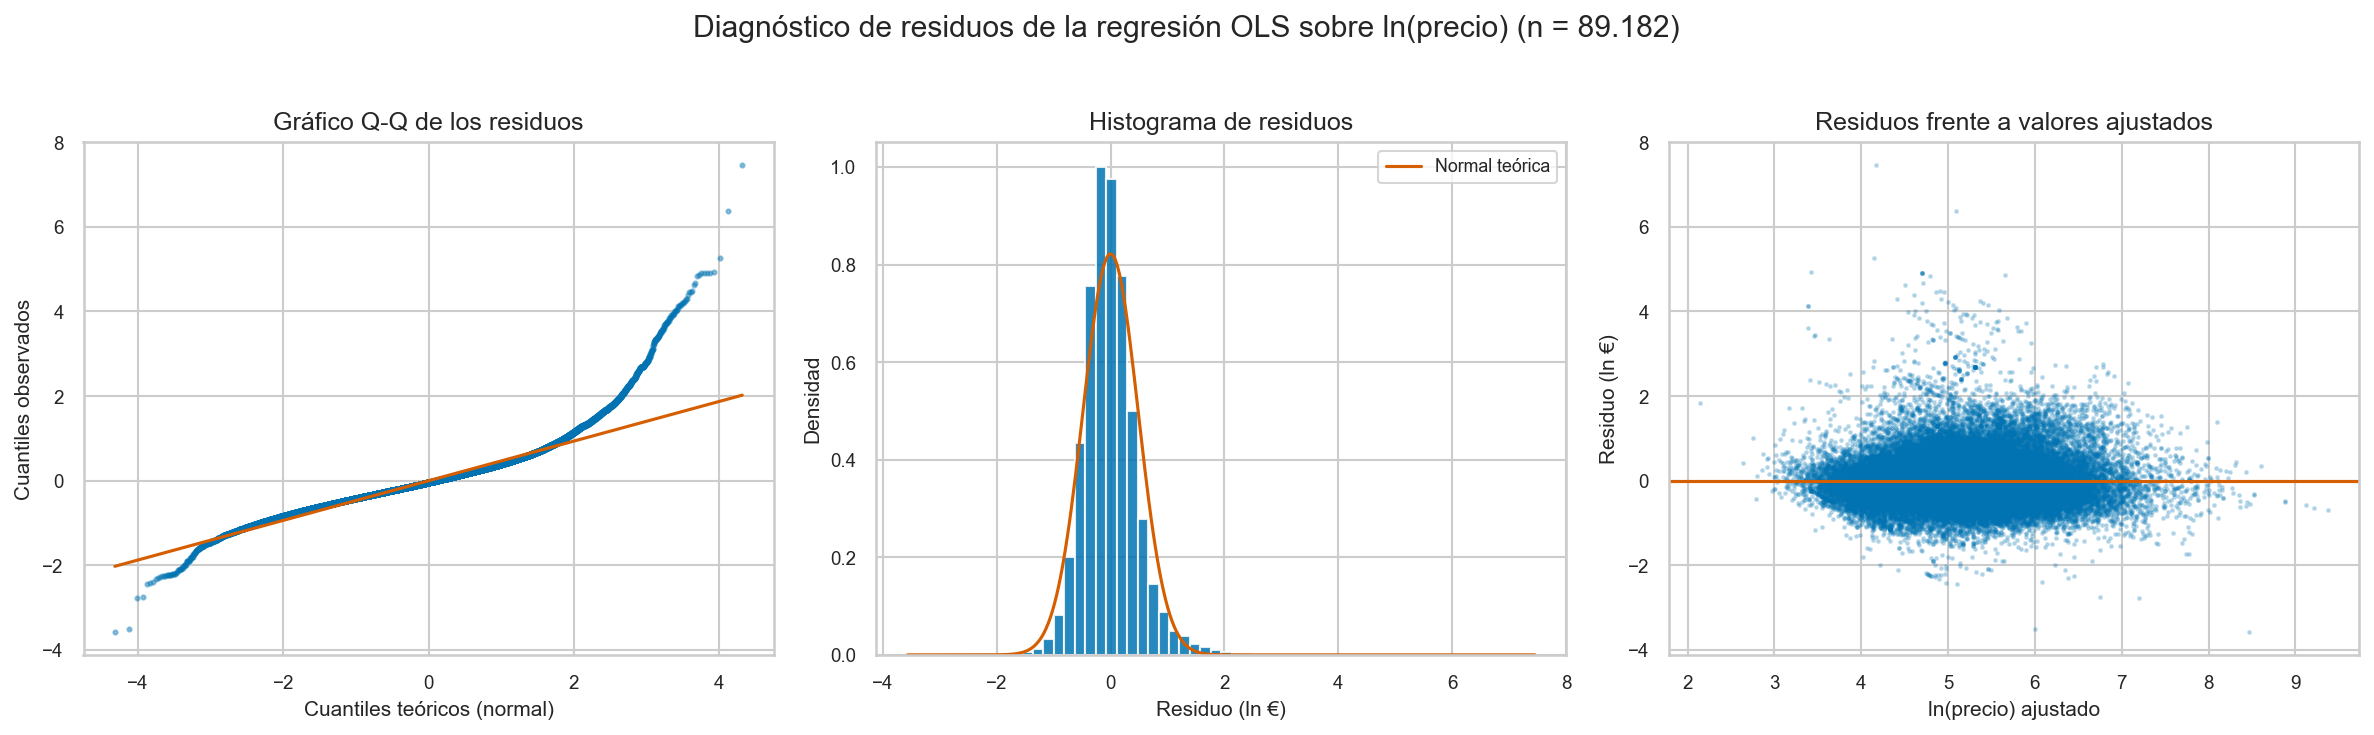 Diagnóstico de residuos de la regresión OLS sobre ln(precio) (n = 89.182)
Gráfico Q-Q de los residuos
8
6
4
2
0
−2
−4
−4 −2 0 2 4
Cuantiles observados
Cuantiles teóricos (normal)
Histograma de residuos
Normal teórica
1.0
0.8
0.6
0.4
0.2
0.0
−4 −2 0 2 4 6 8
Densidad
Residuo (ln €)
Residuos frente a valores ajustados
8
6
4
2
0
−2
−4
2 3 4 5 6 7 8 9
Residuo (ln €)
ln(precio) ajustado